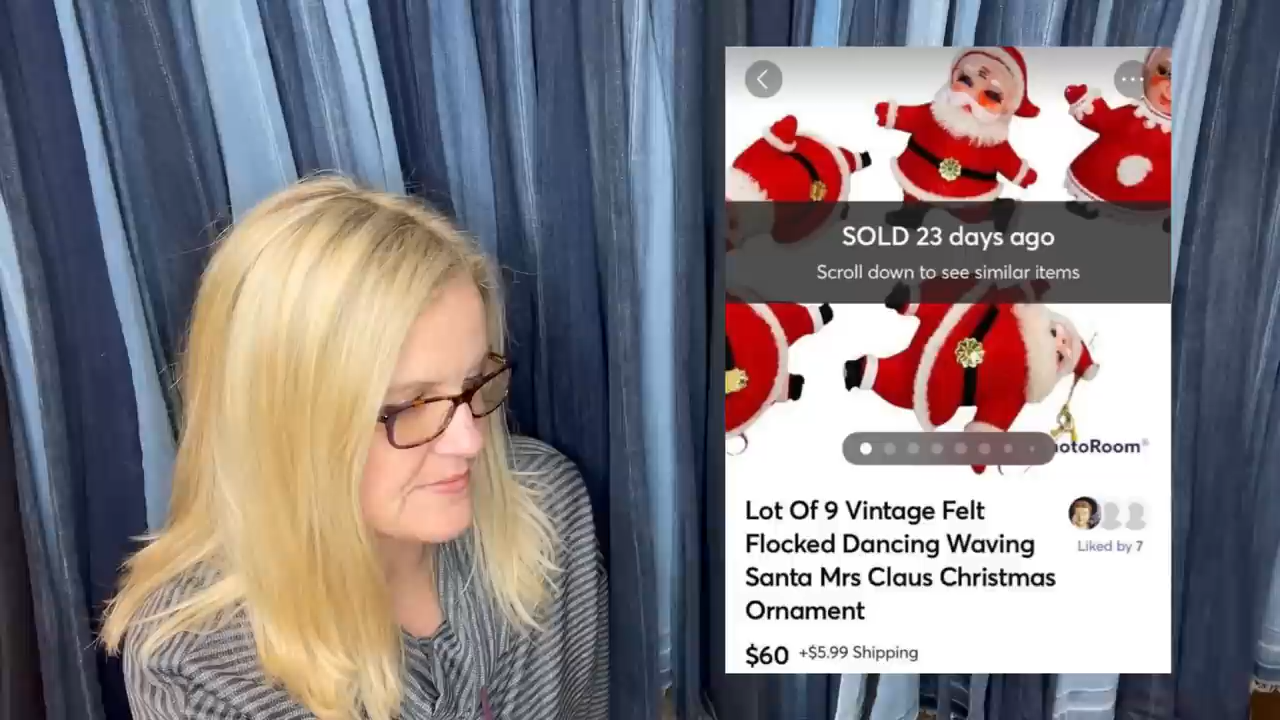 SOLD 23 days ago
Scroll down to see similar items
otoRoom
Lot Of 9 Vintage Felt
Flocked Dancing Waving
Santa Mrs Claus Christmas
Ornament
Liked by 7
$60 +$5.99 Shipping